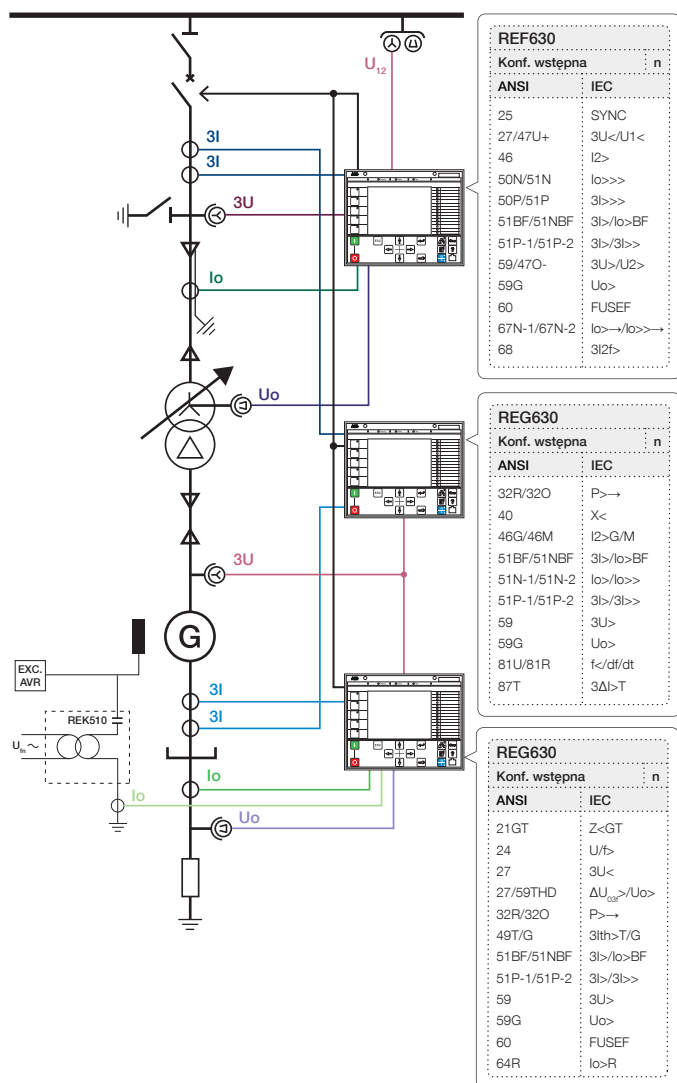 U12
3I
3I
3U
Io
Uo
3U
G
EXC.
AVR
REK510
Ufn ~
3I
3I
Io
Io
Uo
REF630
Konf. wstępna n
ANSI IEC
25 SYNC
27/47U+ 3U</U1<
46 I2>
50N/51N Io>>>
50P/51P 3I>>>
51BF/51NBF 3I>/Io>BF
51P-1/51P-2 3I>/3I>>
59/47O- 3U>/U2>
59G Uo>
60 FUSEF
67N-1/67N-2 Io>→/Io>>→
68 3I2f>
REG630
Konf. wstępna n
ANSI IEC
32R/32O P>→
40 X<
46G/46M I2>G/M
51BF/51NBF 3I>/Io>BF
51N-1/51N-2 Io>/Io>>
51P-1/51P-2 3I>/3I>>
59 3U>
59G Uo>
81U/81R f</df/dt
87T 3ΔI>T
REG630
Konf. wstępna n
ANSI IEC
21GT Z<GT
24 U/f>
27 3U<
27/59THD ΔU03f>/Uo>
32R/32O P>→
49T/G 3Ith>T/G
51BF/51NBF 3I>/Io>BF
51P-1/51P-2 3I>/3I>>
59 3U>
59G Uo>
60 FUSEF
64R Io>R